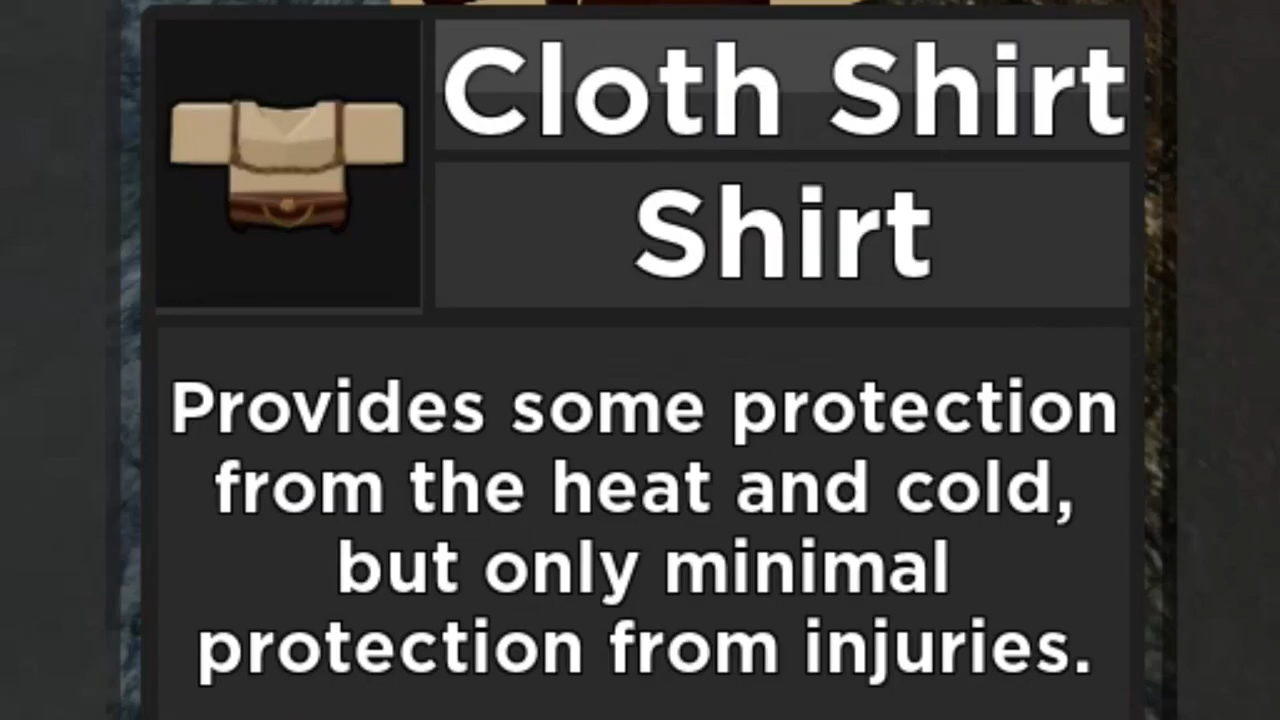 Cloth Shirt
Shirt
Provides some protection
from the heat and cold,
but only minimal
protection from injuries.